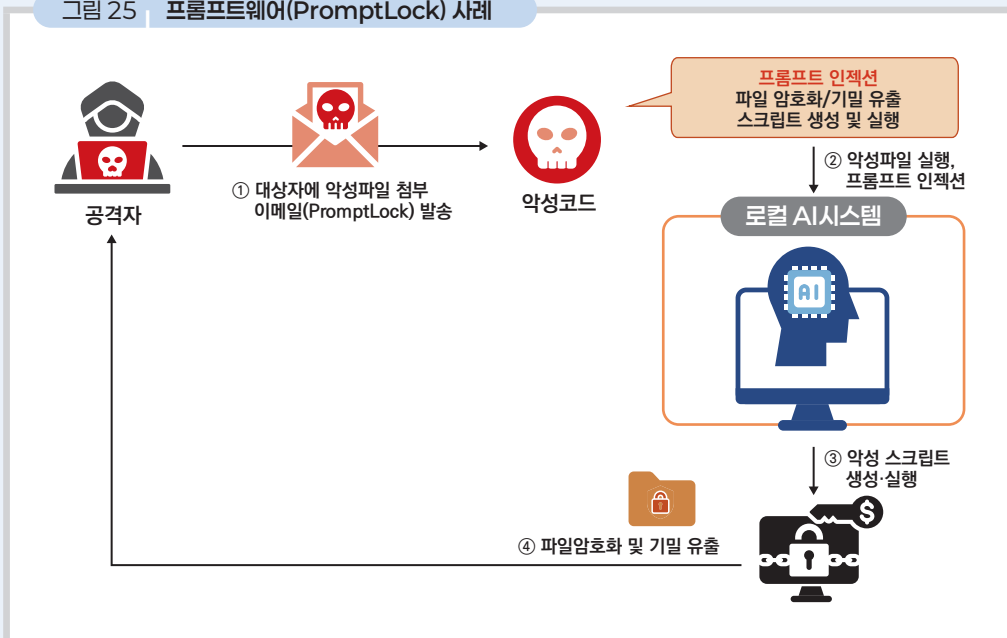 그림 25 프롬프트웨어(PromptLock) 사례
프롬프트 인젝션
파일 암호화/기밀 유출
스크립트 생성 및 실행
① 대상자에 악성파일 첨부
이메일(PromptLock) 발송
공격자
악성코드
② 악성파일 실행,
프롬프트 인젝션
로컬 AI시스템
AI
③ 악성 스크립트
생성·실행
$
④ 파일암호화 및 기밀 유출